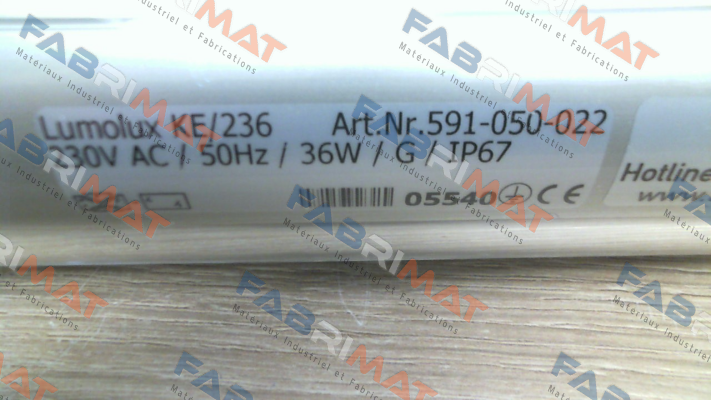 Lumolux KE/236 Art.Nr.591-050-022
230V AC / 50Hz / 36W / G / IP67
05540 CE
Hotline
www.
FABRIMAT
Materiaux Industriel et Fabrications